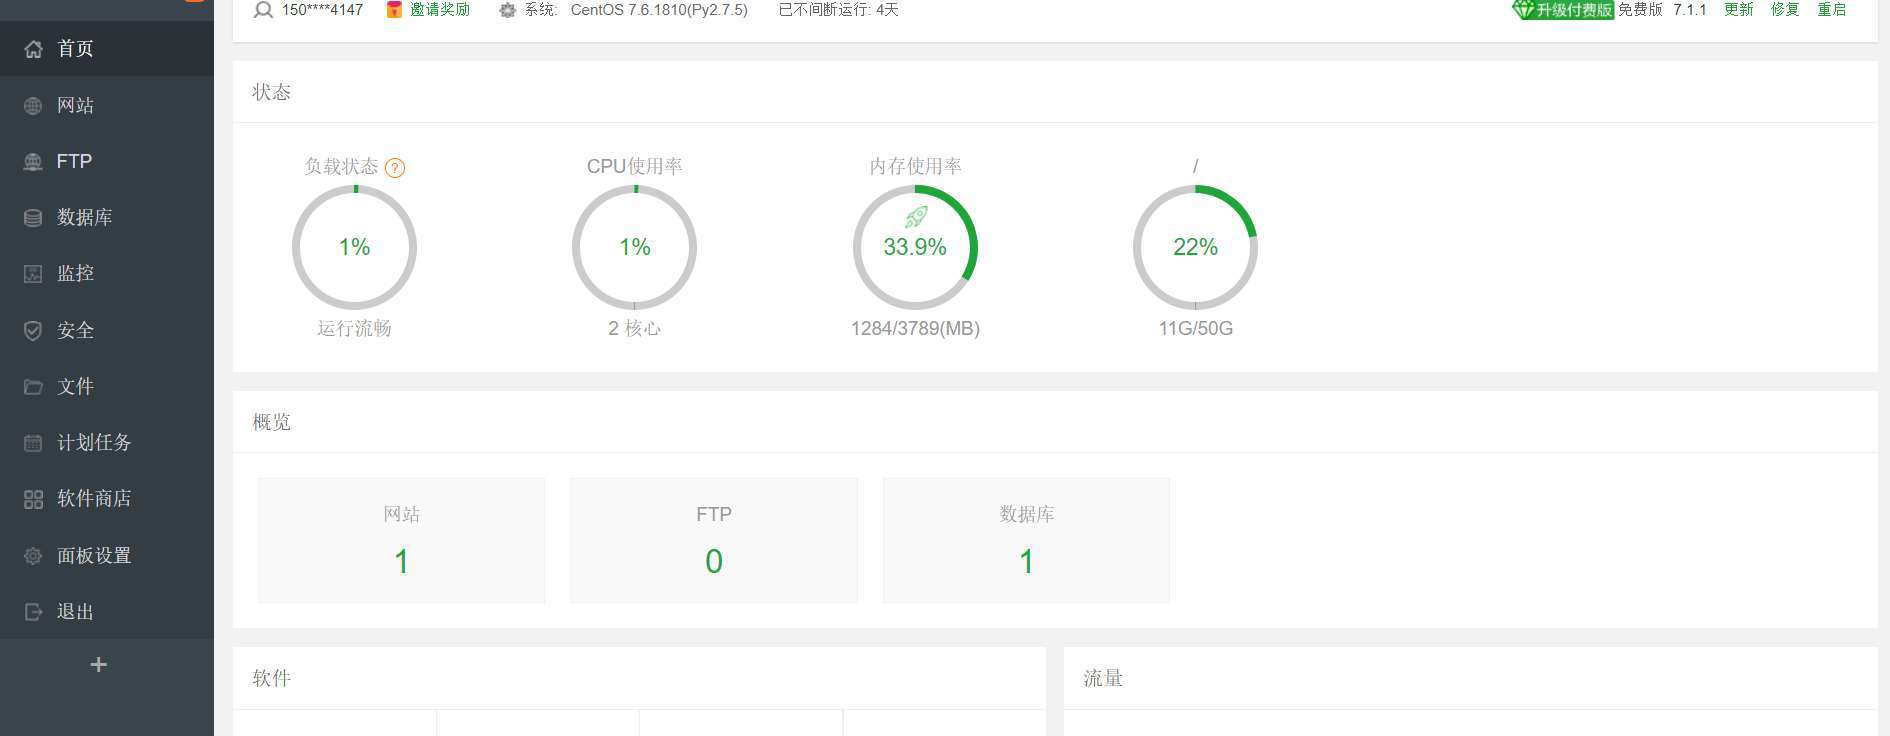 150****4147 邀请奖励 系统: CentOS 7.6.1810(Py2.7.5) 已不间断运行: 4天 升级付费版 免费版 7.1.1 更新 修复 重启
首页
网站
FTP
数据库
监控
安全
文件
计划任务
软件商店
面板设置
退出
+
状态
负载状态 ? CPU使用率 内存使用率 /
1% 1% 33.9% 22%
运行流畅 2 核心 1284/3789(MB) 11G/50G
概览
网站 FTP 数据库
1 0 1
软件 流量